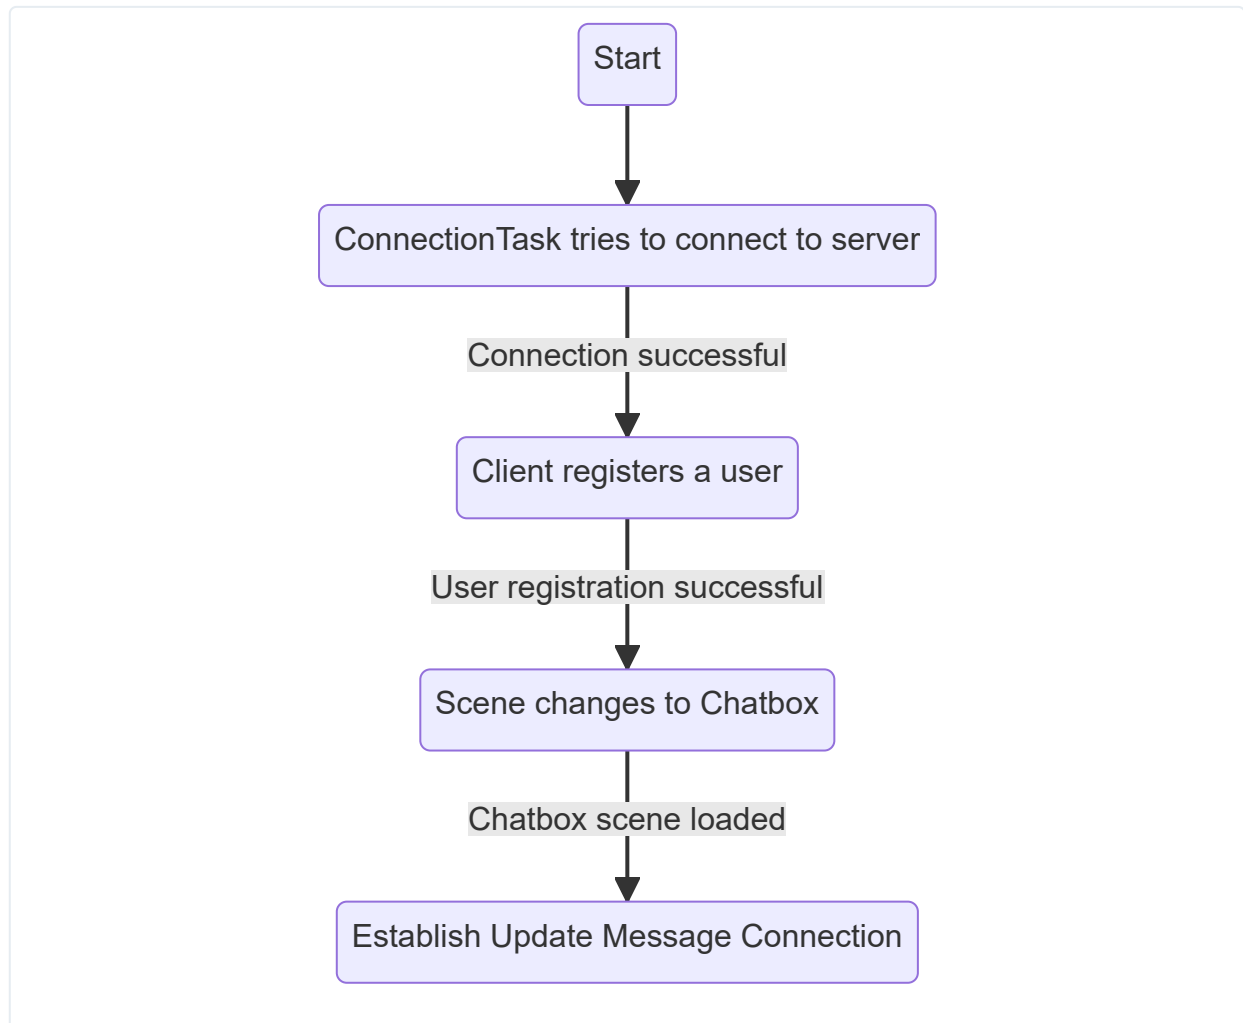 Start
ConnectionTask tries to connect to server
Connection successful
Client registers a user
User registration successful
Scene changes to Chatbox
Chatbox scene loaded
Establish Update Message Connection